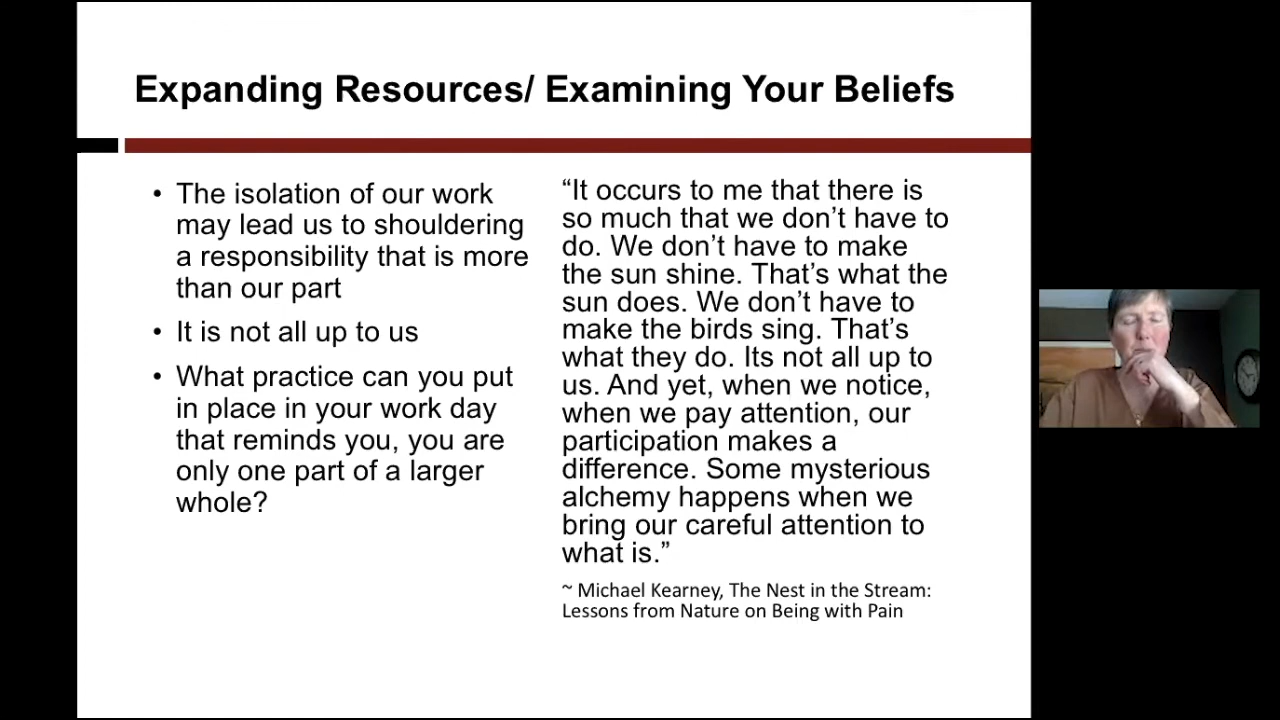 Expanding Resources/ Examining Your Beliefs
• The isolation of our work
may lead us to shouldering
a responsibility that is more
than our part
• It is not all up to us
• What practice can you put
in place in your work day
that reminds you, you are
only one part of a larger
whole?
“It occurs to me that there is
so much that we don’t have to
do. We don’t have to make
the sun shine. That’s what the
sun does. We don’t have to
make the birds sing. That’s
what they do. Its not all up to
us. And yet, when we notice,
when we pay attention, our
participation makes a
difference. Some mysterious
alchemy happens when we
bring our careful attention to
what is.”
~ Michael Kearney, The Nest in the Stream:
Lessons from Nature on Being with Pain